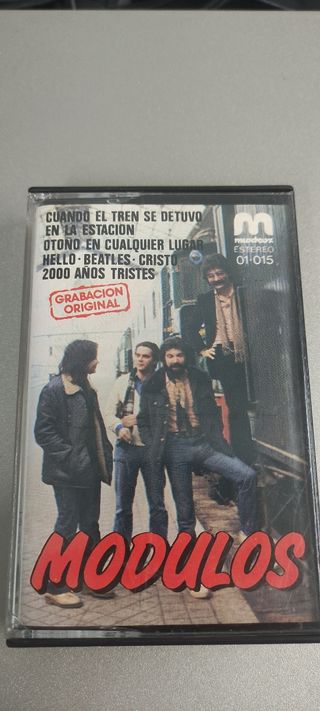 CUANDO EL TREN SE DETUVO
EN LA ESTACION
OTOÑO EN CUALQUIER LUGAR
HELLO · BEATLES · CRISTO
2000 AÑOS TRISTES
GRABACION
ORIGINAL
m
mudisox
ESTEREO
01-015
MODULOS